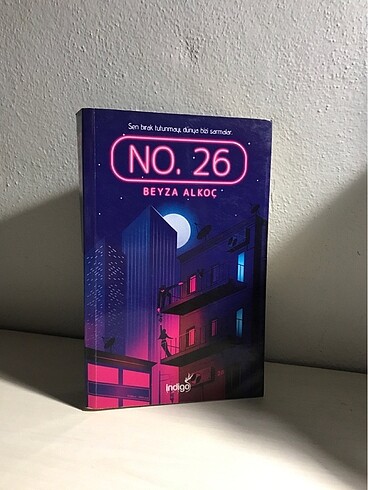 Sen bırak tutunmayı, dünya bizi sarmalar.
NO. 26
BEYZA ALKOÇ
indigo